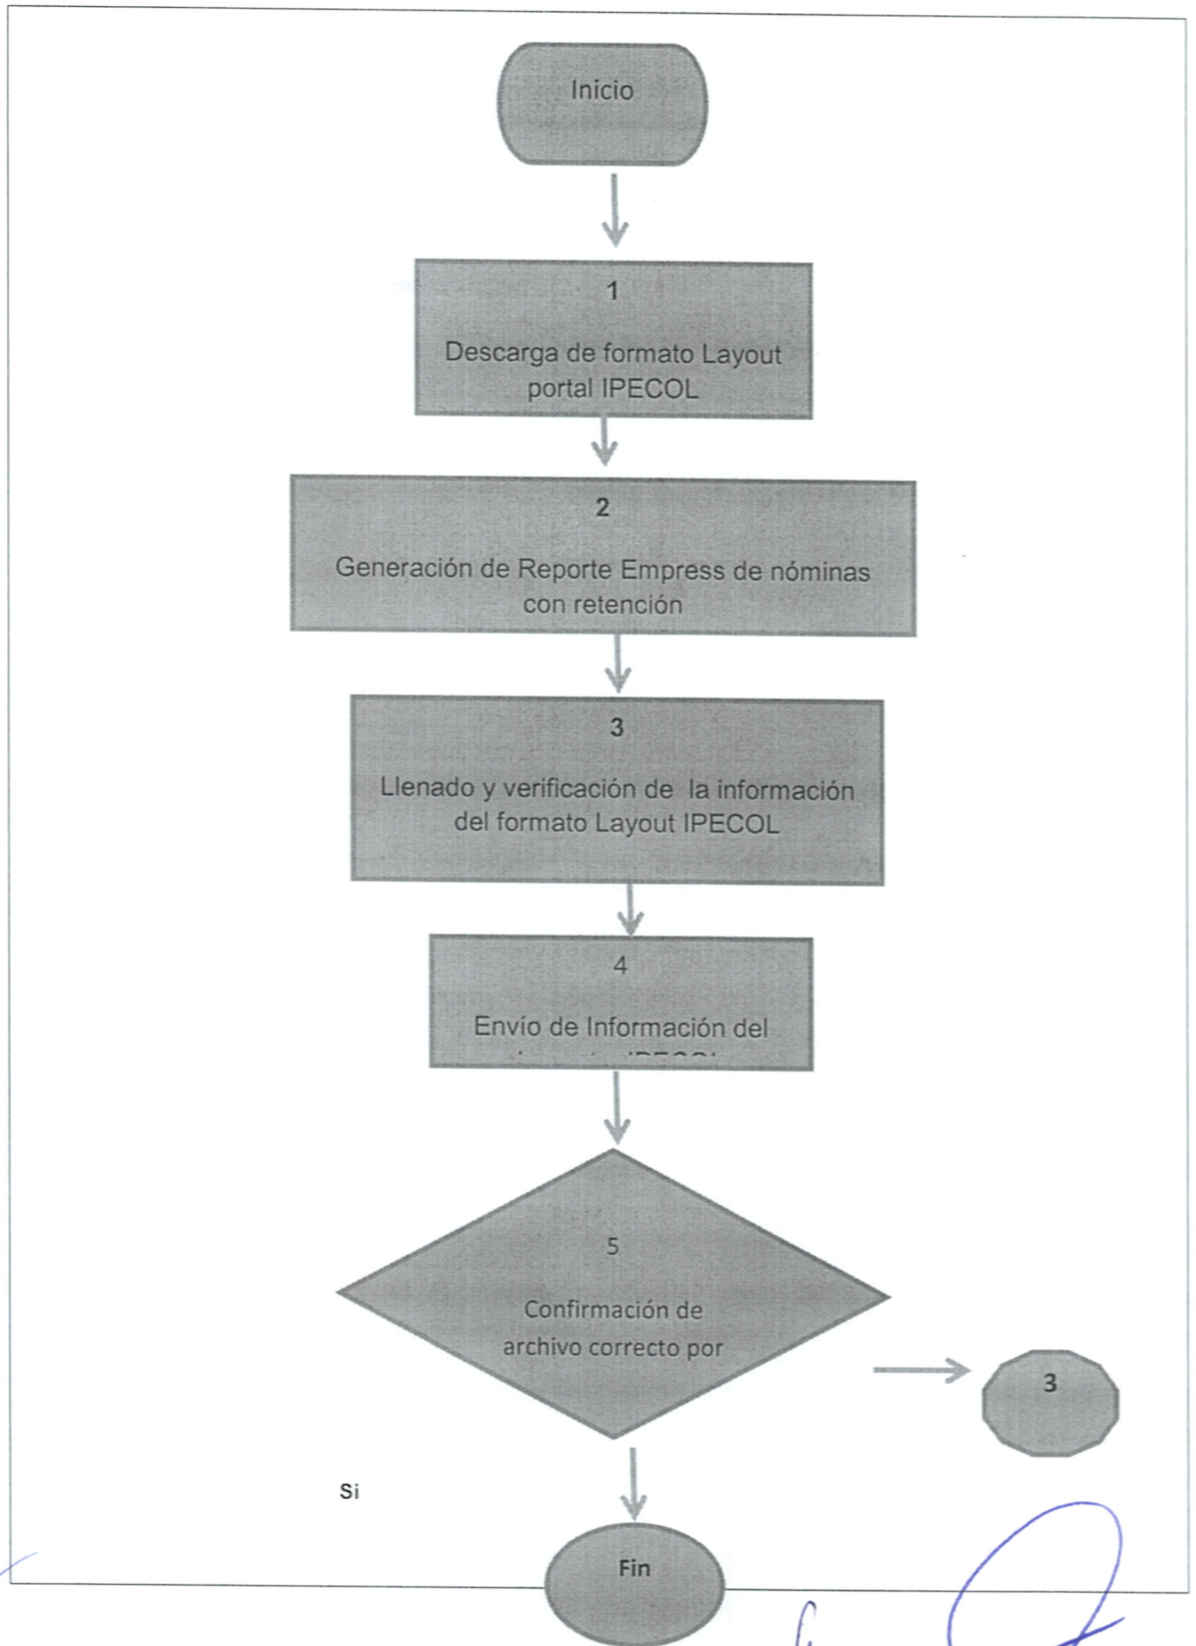 Inicio
1
Descarga de formato Layout
portal IPECOL
2
Generación de Reporte Empress de nóminas
con retención
3
Llenado y verificación de la información
del formato Layout IPECOL
4
Envío de Información del
5
Confirmación de
archivo correcto por
3
Si
Fin